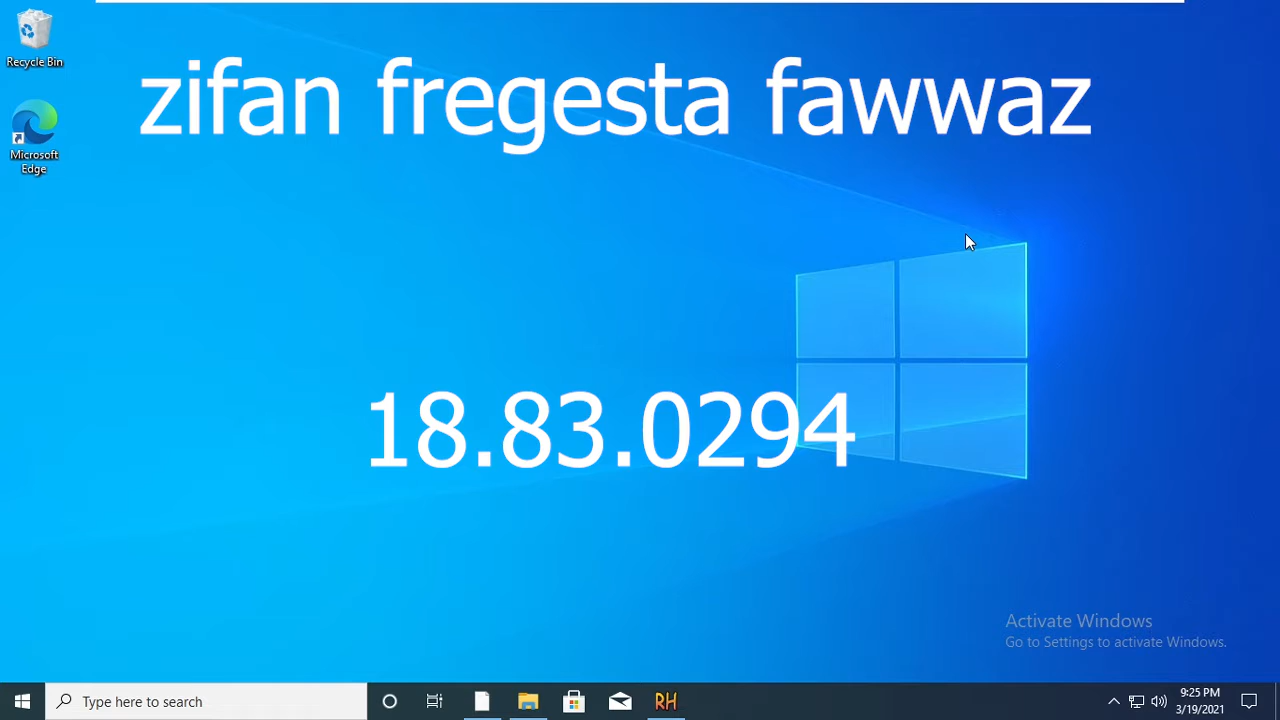 Recycle Bin
zifan fregesta fawwaz
Microsoft
Edge
18.83.0294
Activate Windows
Go to Settings to activate Windows.
Type here to search
RH
9:25 PM
3/19/2021